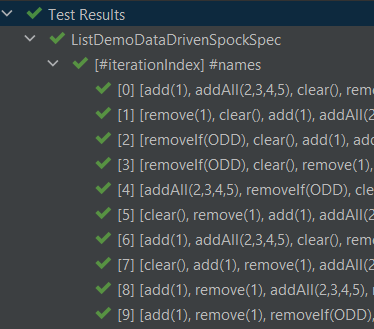 Test Results
ListDemoDataDrivenSpockSpec
[#iterationIndex] #names
[0] [add(1), addAll(2,3,4,5), clear(), remo
[1] [remove(1), clear(), add(1), addAll(2
[2] [removeIf(ODD), clear(), add(1), add
[3] [removeIf(ODD), clear(), remove(1),
[4] [addAll(2,3,4,5), removeIf(ODD), cle
[5] [clear(), remove(1), add(1), addAll(2
[6] [add(1), addAll(2,3,4,5), clear(), remo
[7] [clear(), add(1), remove(1), addAll(2
[8] [add(1), remove(1), addAll(2,3,4,5), r
[9] [add(1), remove(1), removeIf(ODD),